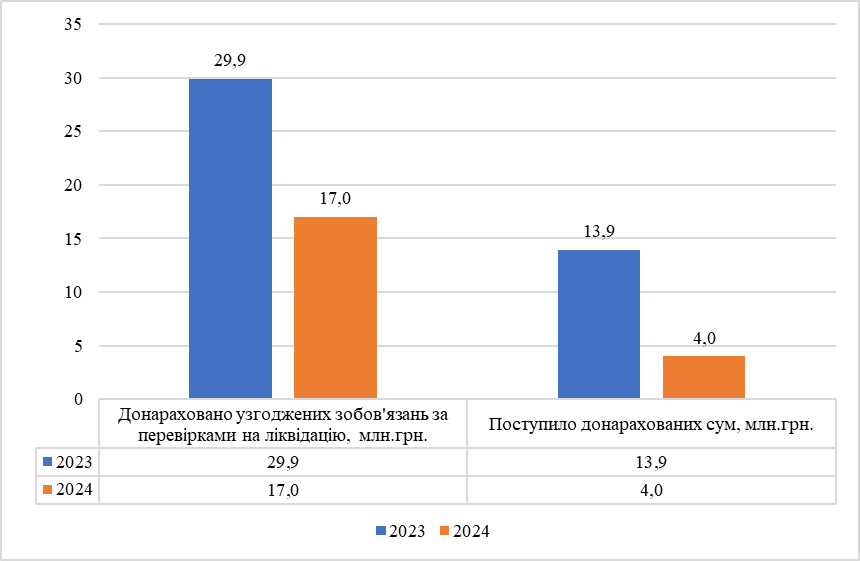 35
30
25
20
15
10
5
0
29,9
17,0
13,9
4,0
Донараховано узгоджених зобов'язань за
перевірками на ліквідацію, млн.грн.
Поступило донарахованих сум, млн.грн.
2023 29,9 13,9
2024 17,0 4,0
2023 2024